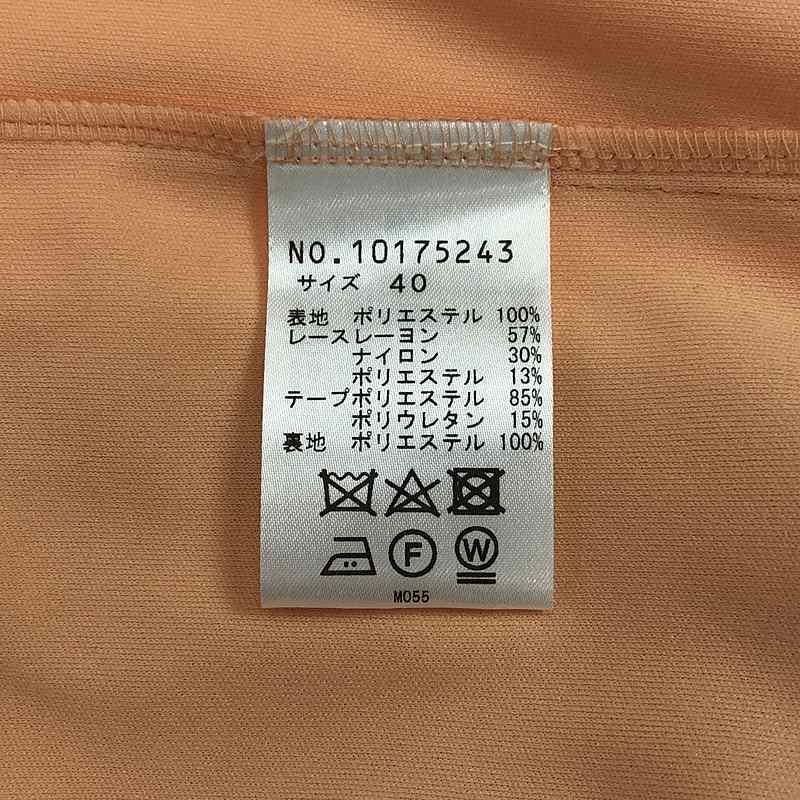 NO.10175243
サイズ 40
表地 ポリエステル 100%
レースレーヨン 57%
ナイロン 30%
ポリエステル 13%
テープポリエステル 85%
ポリウレタン 15%
裏地 ポリエステル 100%
F W
M055